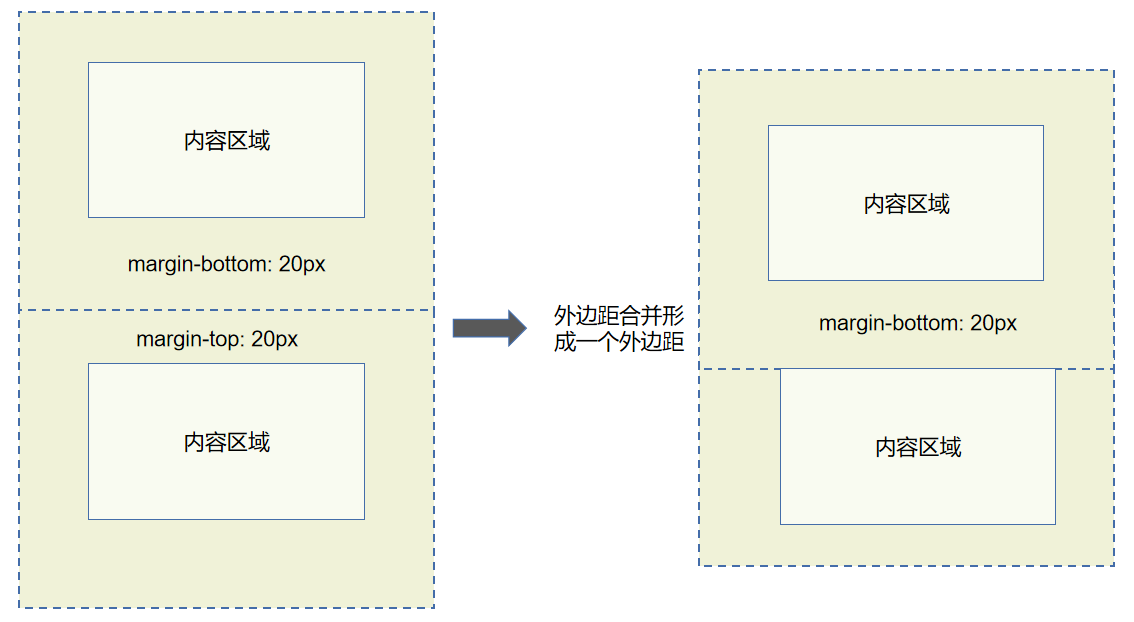 内容区域
margin-bottom: 20px
margin-top: 20px
内容区域
外边距合并形
成一个外边距
内容区域
margin-bottom: 20px
内容区域